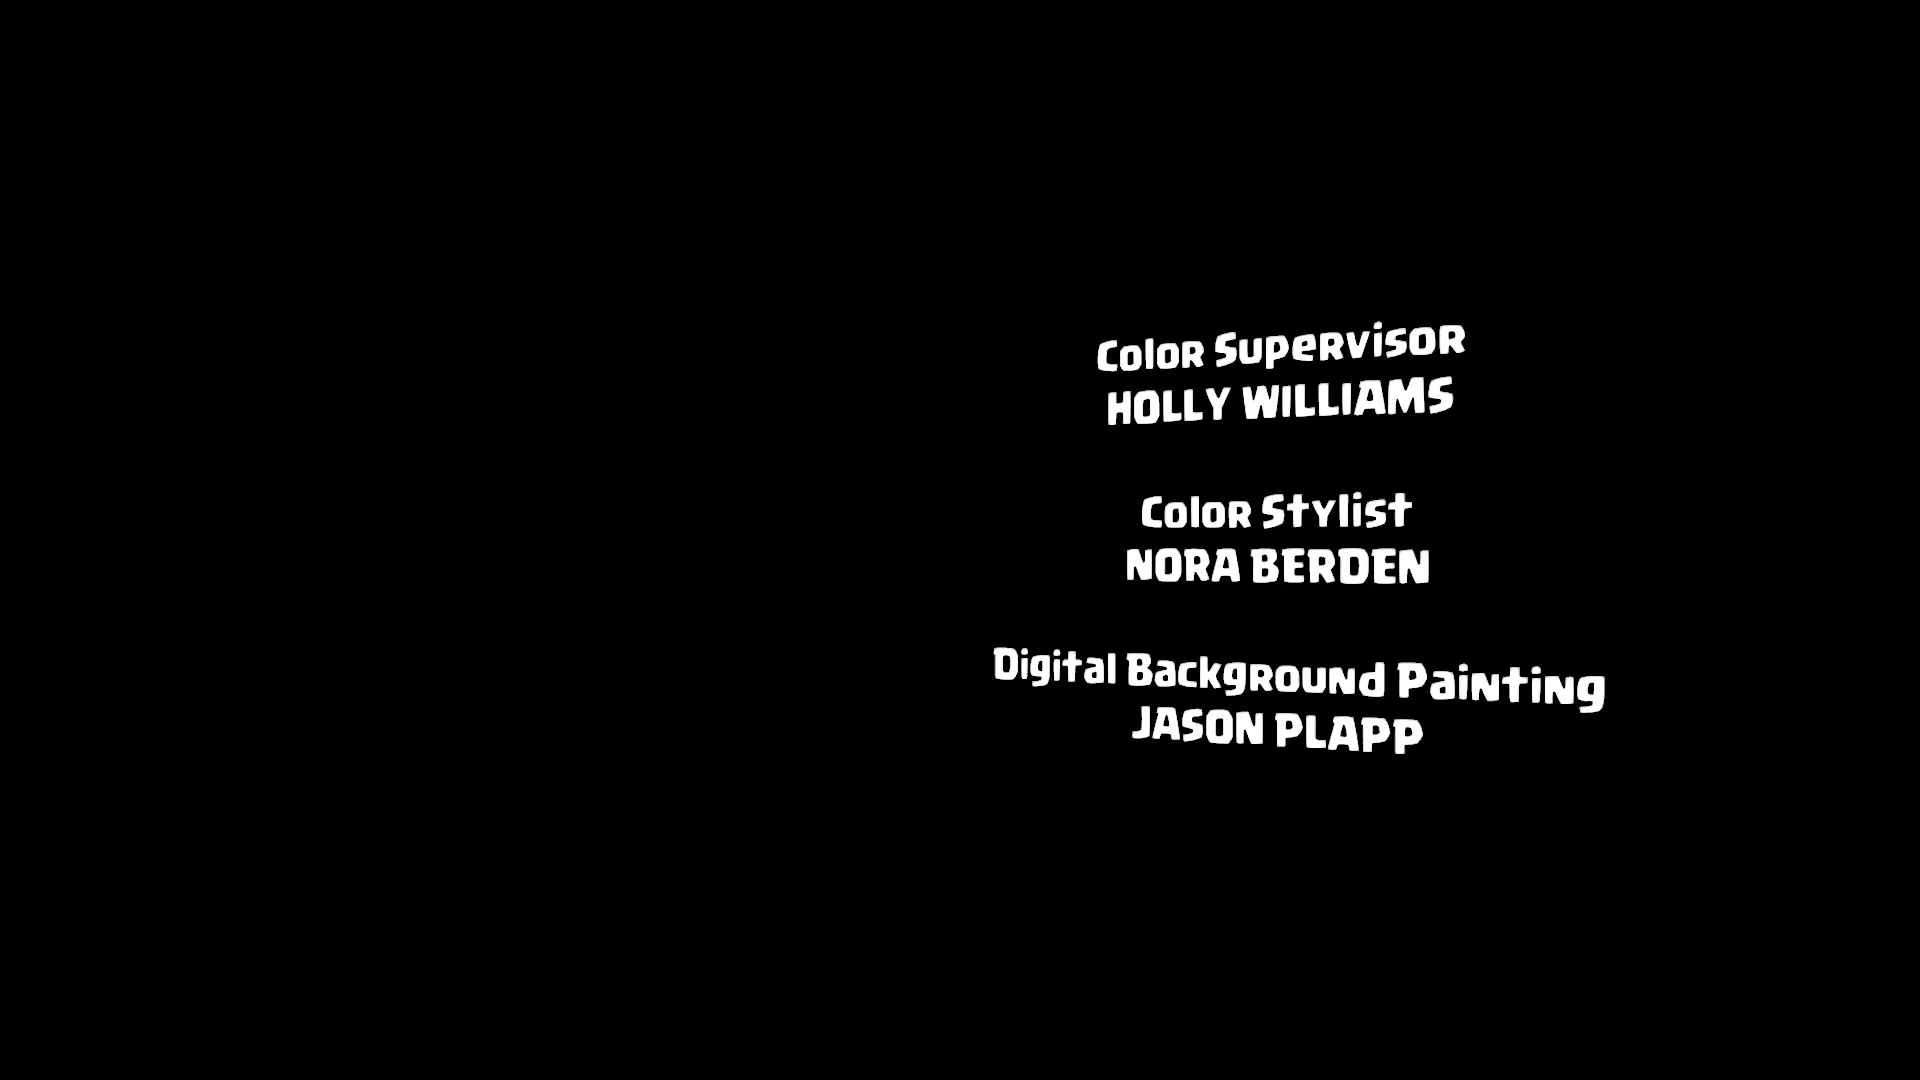 Color Supervisor
HOLLY WILLIAMS
Color Stylist
NORA BERDEN
Digital Background Painting
JASON PLAPP